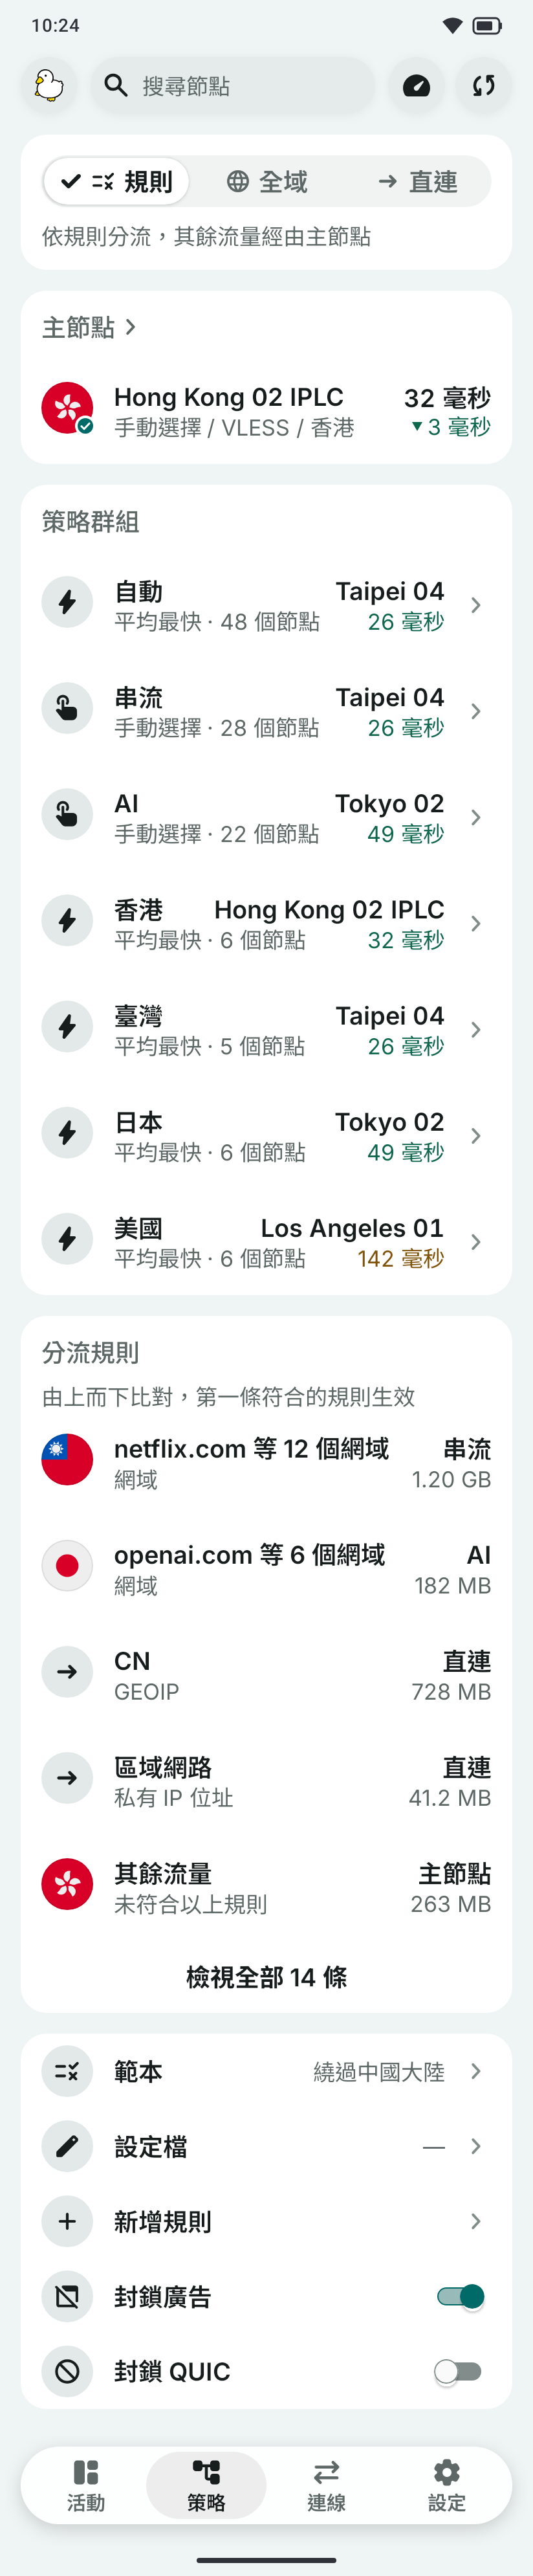 10:24
搜尋節點
規則
全域
直連
依規則分流，其餘流量經由主節點
主節點
Hong Kong 02 IPLC
32 毫秒
手動選擇 / VLESS / 香港
▼3 毫秒
策略群組
自動
Taipei 04
平均最快 · 48 個節點
26 毫秒
串流
Taipei 04
手動選擇 · 28 個節點
26 毫秒
AI
Tokyo 02
手動選擇 · 22 個節點
49 毫秒
香港
Hong Kong 02 IPLC
平均最快 · 6 個節點
32 毫秒
臺灣
Taipei 04
平均最快 · 5 個節點
26 毫秒
日本
Tokyo 02
平均最快 · 6 個節點
49 毫秒
美國
Los Angeles 01
平均最快 · 6 個節點
142 毫秒
分流規則
由上而下比對，第一條符合的規則生效
netflix.com 等 12 個網域
串流
網域
1.20 GB
openai.com 等 6 個網域
AI
網域
182 MB
CN
直連
GEOIP
728 MB
區域網路
直連
私有 IP 位址
41.2 MB
其餘流量
主節點
未符合以上規則
263 MB
檢視全部 14 條
範本
繞過中國大陸
設定檔
—
新增規則
封鎖廣告
封鎖 QUIC
活動
策略
連線
設定